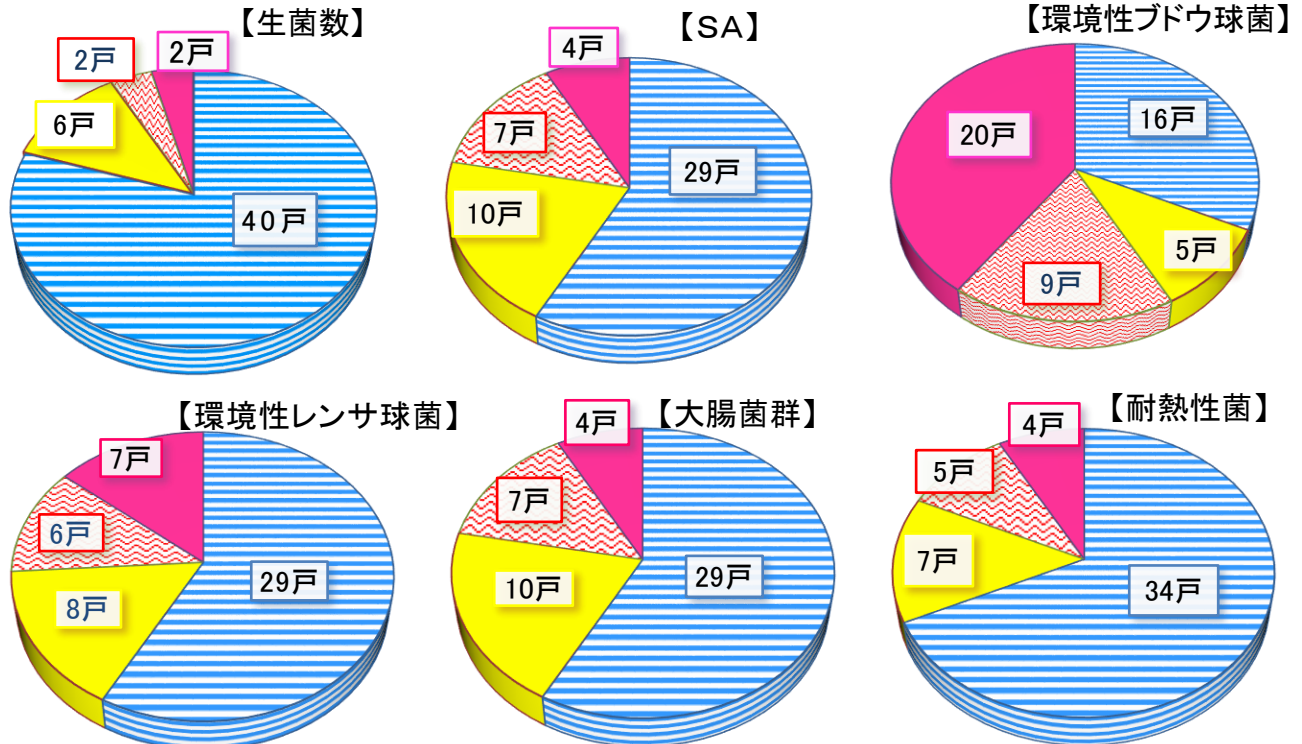 【生菌数】
2戸
2戸
6戸
40戸
【SA】
4戸
7戸
10戸
29戸
【環境性ブドウ球菌】
20戸
16戸
5戸
9戸
【環境性レンサ球菌】
7戸
6戸
8戸
29戸
【大腸菌群】
4戸
7戸
10戸
29戸
【耐熱性菌】
4戸
5戸
7戸
34戸